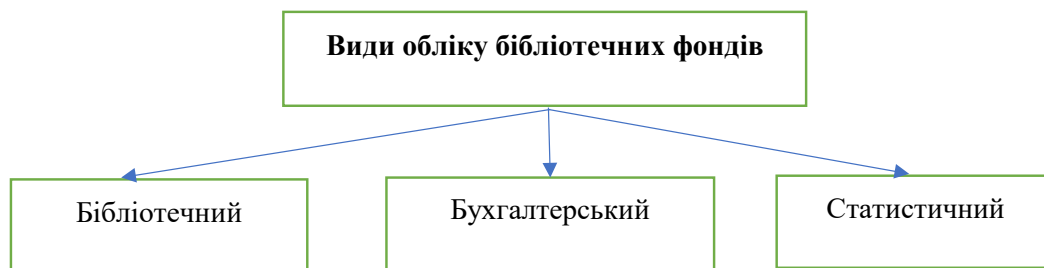 Види обліку бібліотечних фондів
Бібліотечний
Бухгалтерський
Статистичний